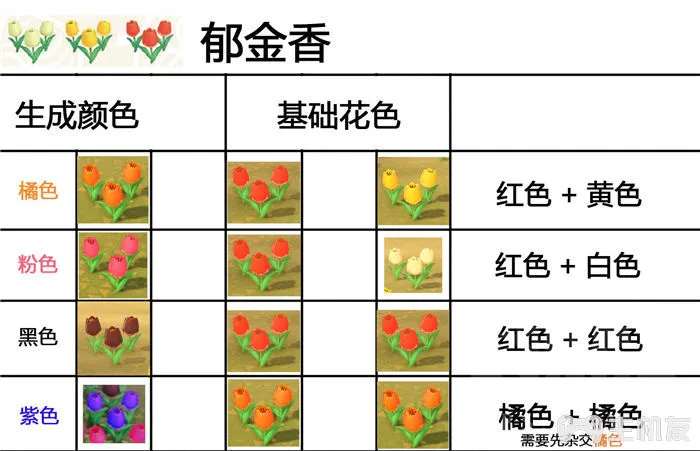 郁金香
生成颜色 基础花色
橘色 红色 + 黄色
粉色 红色 + 白色
黑色 红色 + 红色
紫色 橘色 + 橘色
需要先杂交橘色